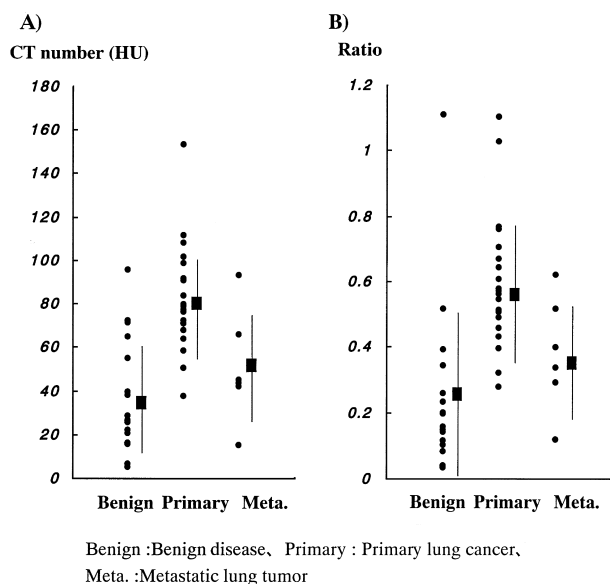 A)
CT number (HU)
180
160
140
120
100
80
60
40
20
0
Benign Primary Meta.
B)
Ratio
1.2
1
0.8
0.6
0.4
0.2
0
Benign Primary Meta.
Benign :Benign disease、 Primary : Primary lung cancer、
Meta. :Metastatic lung tumor